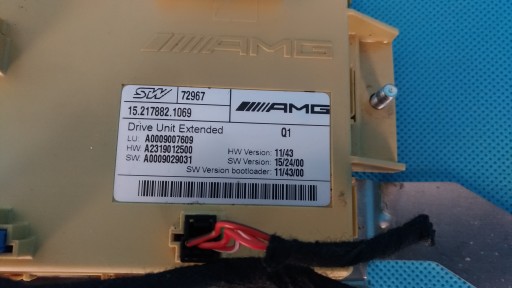 AMG
SW 72967
AMG
15.217882.1069
Drive Unit Extended Q1
LU: A0009007609
HW: A2319012500 HW Version: 11/43
SW: A0009029031 SW Version: 15/24/00
SW Version bootloader: 11/43/00